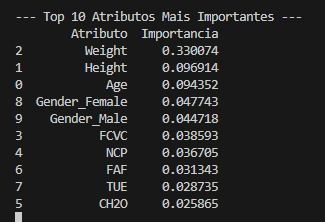 --- Top 10 Atributos Mais Importantes ---
Atributo Importancia
2 Weight 0.330074
1 Height 0.096914
0 Age 0.094352
8 Gender_Female 0.047743
9 Gender_Male 0.044718
3 FCVC 0.038593
4 NCP 0.036705
6 FAF 0.031343
7 TUE 0.028735
5 CH2O 0.025865